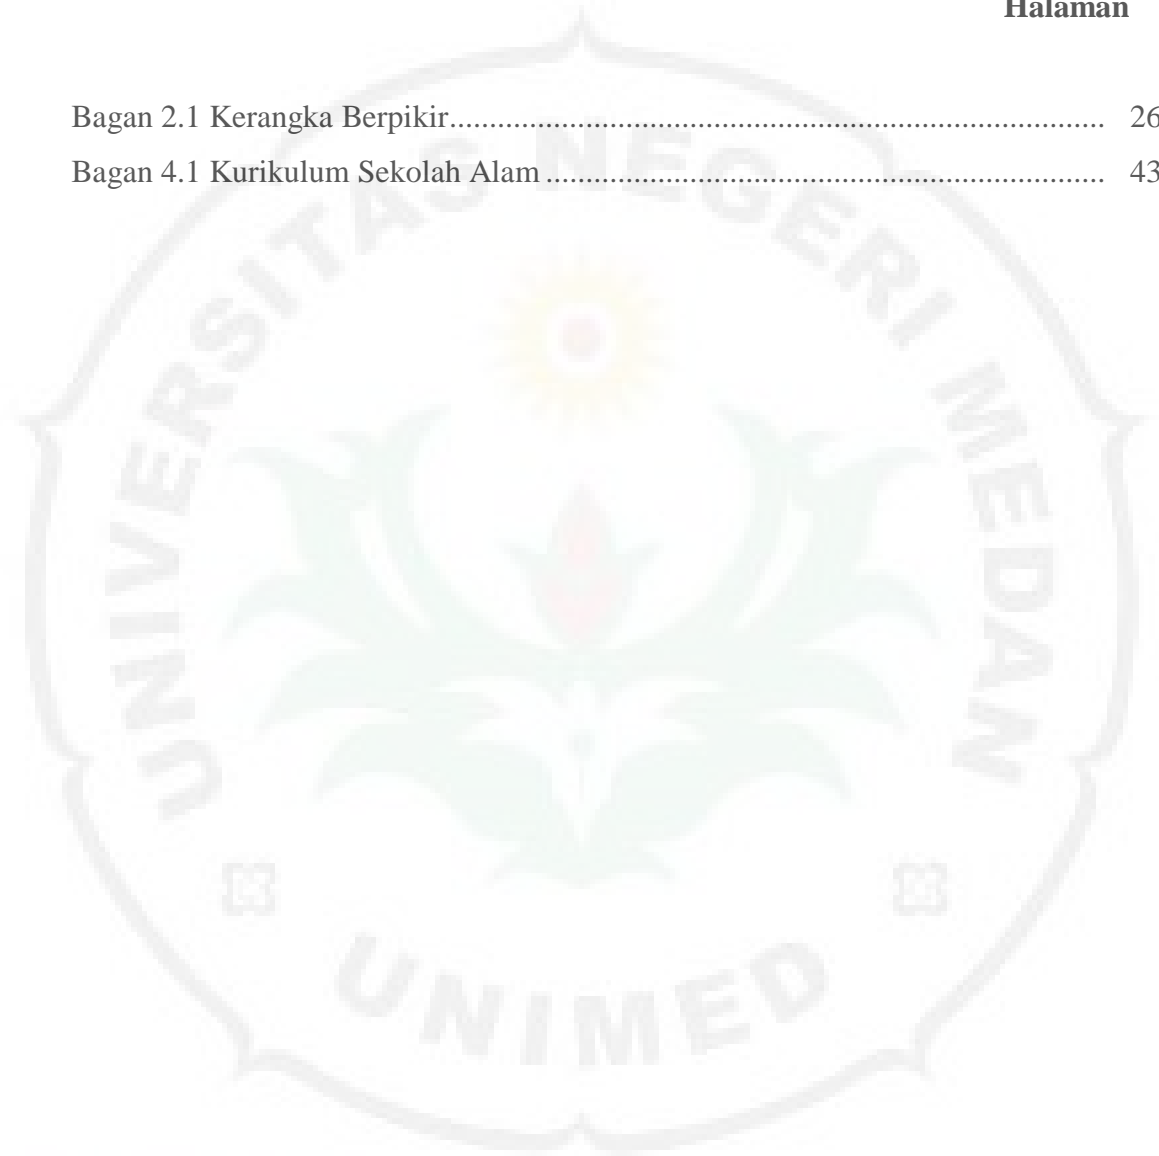 Halaman
Bagan 2.1 Kerangka Berpikir.................................................................................. 26
Bagan 4.1 Kurikulum Sekolah Alam ..................................................................... 43
UNIVERSITAS NEGERI MEDAN
UNIMED